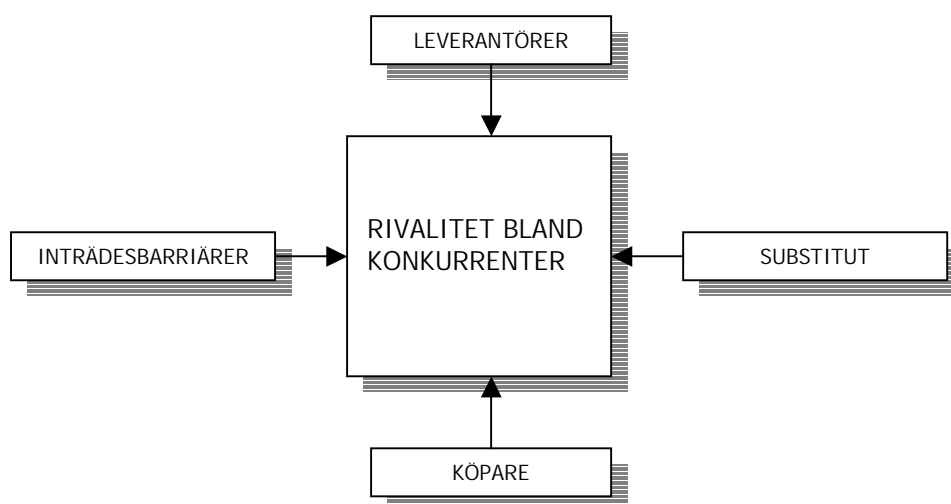 LEVERANTÖRER
RIVALITET BLAND
KONKURRENTER
INTRÄDESBARRIÄRER
SUBSTITUT
KÖPARE